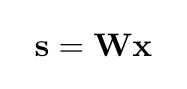 s = Wx